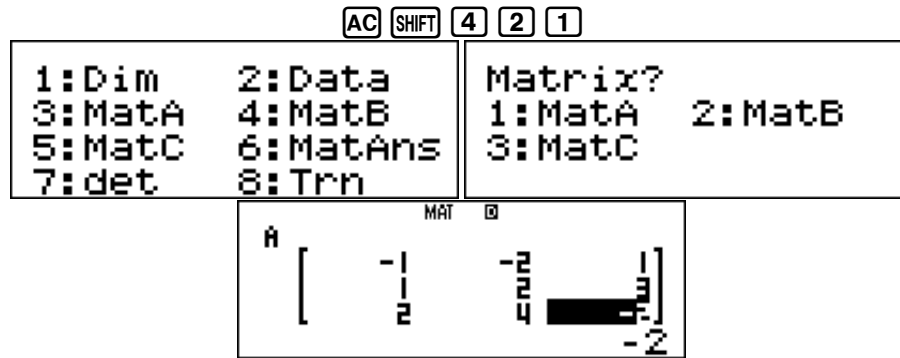 AC SHIFT 4 2 1
1:Dim 2:Data
3:MatA 4:MatB
5:MatC 6:MatAns
7:det 8:Trn
Matrix?
1:MatA 2:MatB
3:MatC
MAT D
A
-1 -2 1
1 2 3
2 4
-2